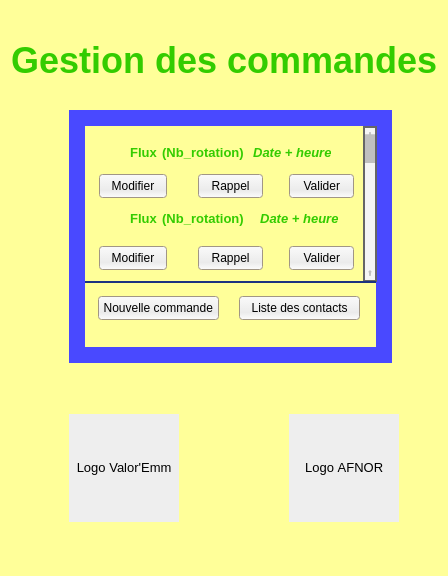 Gestion des commandes
Flux (Nb_rotation) Date + heure
Modifier Rappel Valider
Flux (Nb_rotation) Date + heure
Modifier Rappel Valider
Nouvelle commande Liste des contacts
Logo Valor'Emm Logo AFNOR